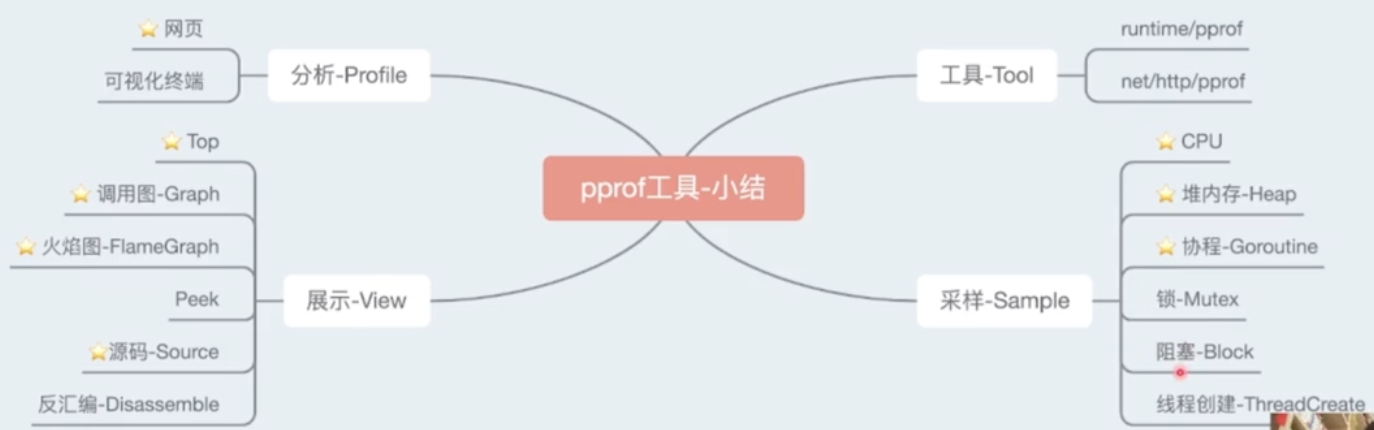 pprof工具-小结
分析-Profile
网页
可视化终端
展示-View
Top
调用图-Graph
火焰图-FlameGraph
Peek
源码-Source
反汇编-Disassemble
工具-Tool
runtime/pprof
net/http/pprof
采样-Sample
CPU
堆内存-Heap
协程-Goroutine
锁-Mutex
阻塞-Block
线程创建-ThreadCreate